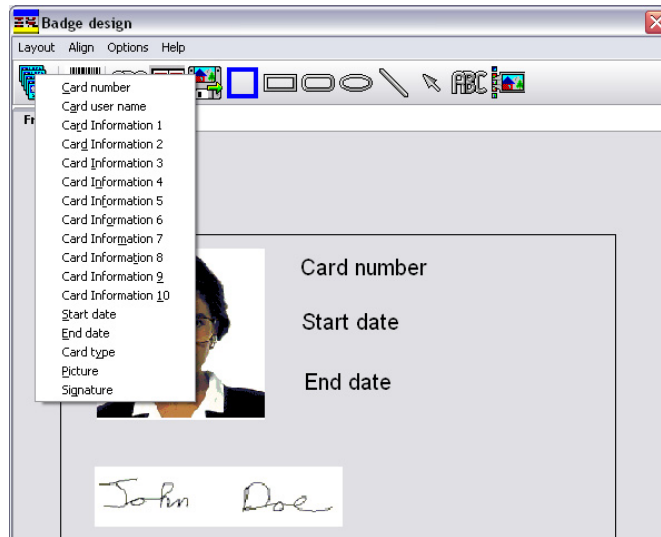 Badge design
Layout Align Options Help
ABC
Fr
Card number
Card user name
Card Information 1
Card Information 2
Card Information 3
Card Information 4
Card Information 5
Card Information 6
Card Information 7
Card Information 8
Card Information 9
Card Information 10
Start date
End date
Card type
Picture
Signature
Card number
Start date
End date
John Doe